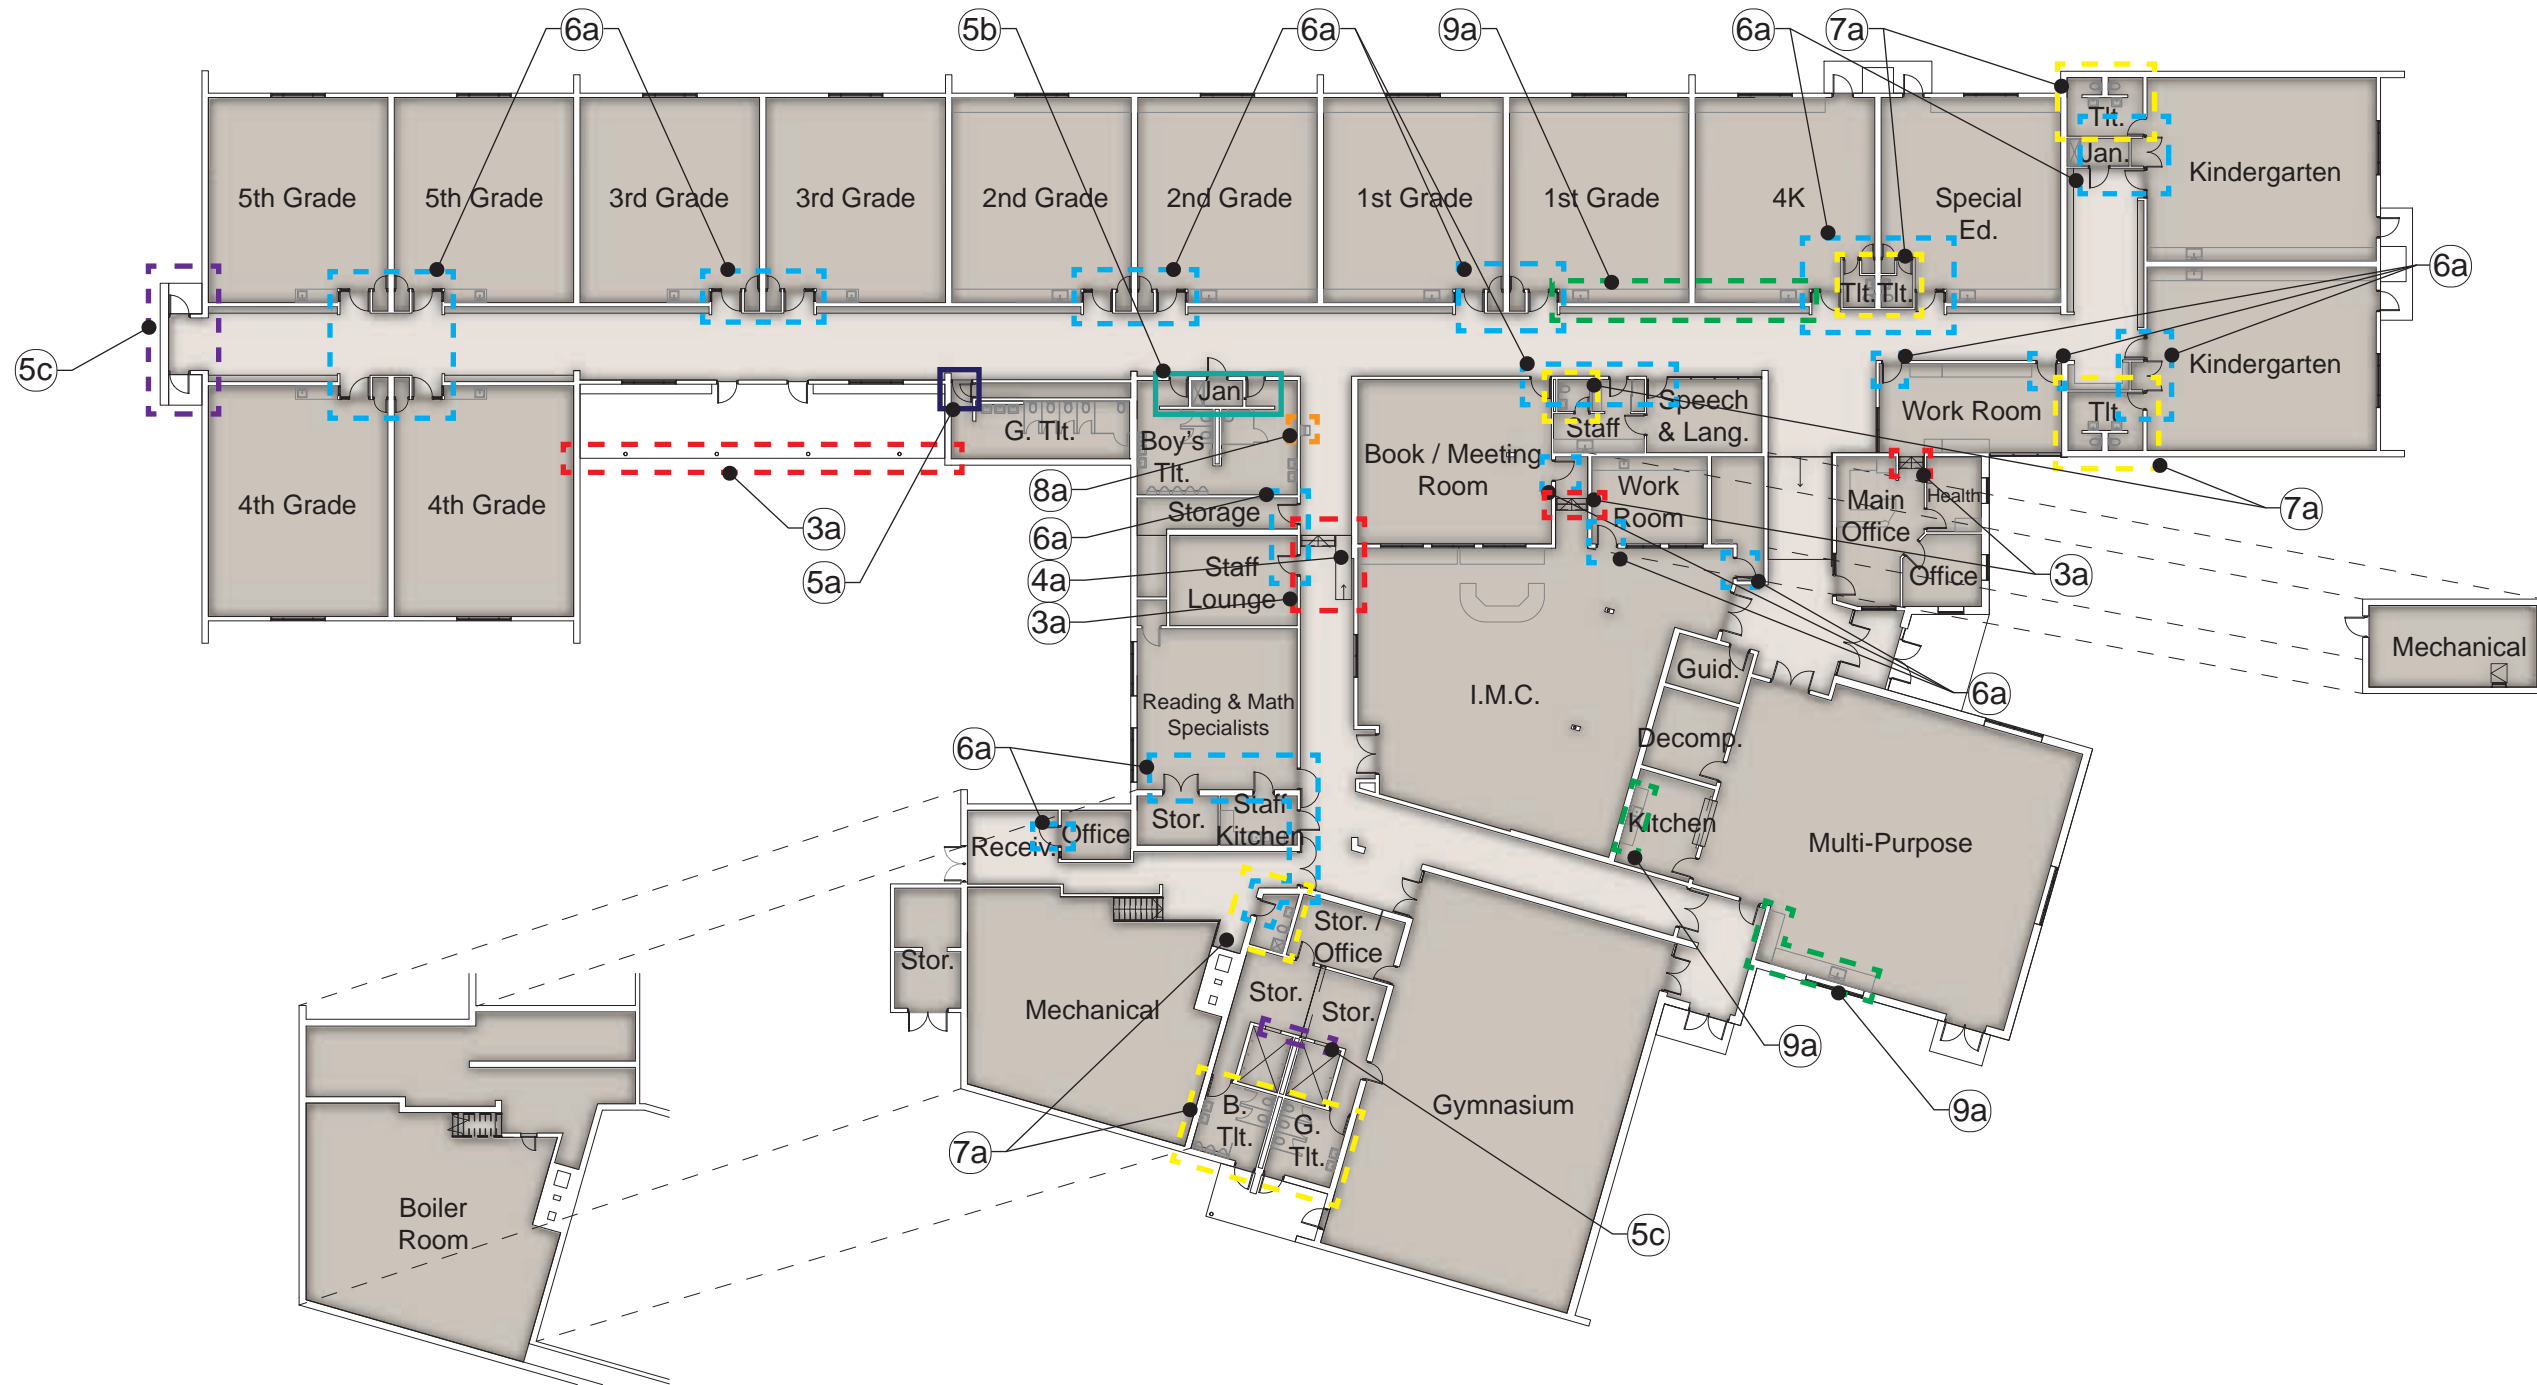 6a
5b
6a
9a
6a
7a
5th Grade
5th Grade
3rd Grade
3rd Grade
2nd Grade
2nd Grade
1st Grade
1st Grade
4K
Special
Ed.
Tlt.
Jan.
Kindergarten
6a
Tlt.
Tlt.
5c
Kindergarten
Jan.
G. Tlt.
Boy's
Tlt.
Book / Meeting
Room
Staff
Speech
& Lang.
Work Room
Tlt.
8a
4th Grade
4th Grade
Storage
Work
Room
Main
Office
Health
7a
3a
6a
5a
4a
Staff
Lounge
Office
3a
3a
Mechanical
Guid.
I.M.C.
6a
Reading & Math
Specialists
Decomp.
6a
Stor.
Staff
Kitchen
Kitchen
Multi-Purpose
Receiv.
Office
Stor. /
Office
Stor.
Stor.
Stor.
Mechanical
9a
B.
Tlt.
G.
Tlt.
Gymnasium
9a
7a
Boiler
Room
5c